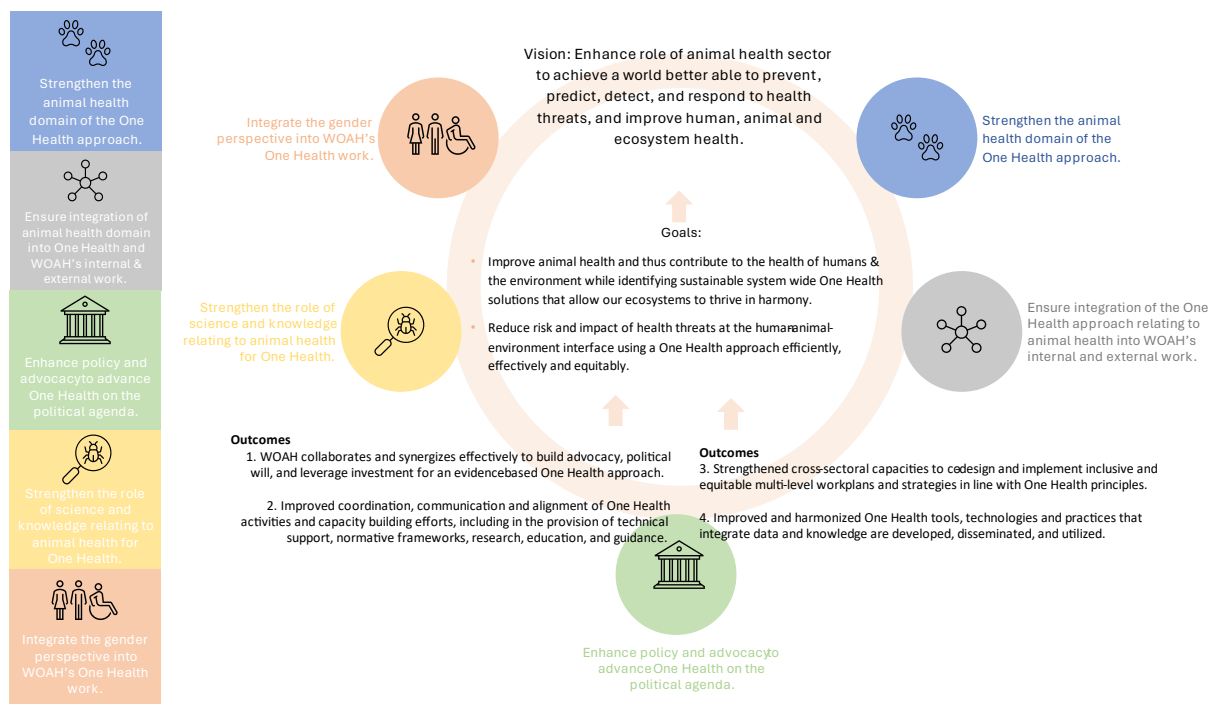 Strengthen the
animal health
domain of the One
Health approach.
Ensure integration of
animal health domain
into One Health and
WOAH's internal &
external work.
Enhance policy and
advocacyto advance
One Health on the
political agenda.
Strengthen the role
of science and
knowledge relating to
animal health for
One Health.
Integrate the gender
perspective into
WOAH's One Health
work.
Vision: Enhance role of animal health sector
to achieve a world better able to prevent,
predict, detect, and respond to health
threats, and improve human, animal and
ecosystem health.
Integrate the gender
perspective into WOAH's
One Health work.
Strengthen the animal
health domain of the
One Health approach.
Goals:
• Improve animal health and thus contribute to the health of humans &
the environment while identifying sustainable system wide One Health
solutions that allow our ecosystems to thrive in harmony.
• Reduce risk and impact of health threats at the human-animal-
environment interface using a One Health approach efficiently,
effectively and equitably.
Strengthen the role of
science and knowledge
relating to animal health
for One Health.
Ensure integration of the One
Health approach relating to
animal health into WOAH's
internal and external work.
Outcomes
1. WOAH collaborates and synergizes effectively to build advocacy, political
will, and leverage investment for an evidencebased One Health approach.
2. Improved coordination, communication and alignment of One Health
activities and capacity building efforts, including in the provision of technical
support, normative frameworks, research, education, and guidance.
Outcomes
3. Strengthened cross-sectoral capacities to codesign and implement inclusive and
equitable multi-level workplans and strategies in line with One Health principles.
4. Improved and harmonized One Health tools, technologies and practices that
integrate data and knowledge are developed, disseminated, and utilized.
Enhance policy and advocacyto
advance One Health on the
political agenda.